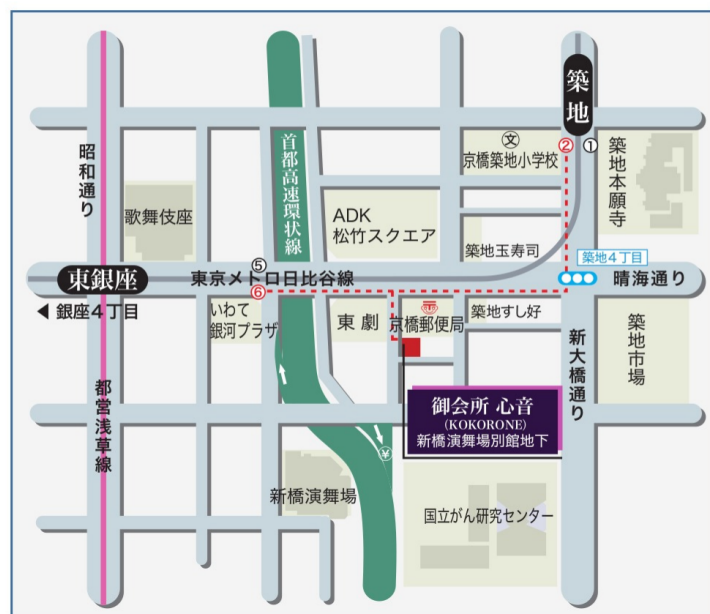 築地
②
①
文
京橋築地小学校
築地本願寺
昭和通り
首都高速環状線
歌舞伎座
ADK
松竹スクエア
築地玉寿司
築地4丁目
東銀座
⑤
東京メトロ日比谷線
⑥
晴海通り
銀座4丁目
いわて
銀河プラザ
東劇
京橋郵便局
築地すし好
新大橋通り
築地市場
都営浅草線
御会所 心音
(KOKORONE)
新橋演舞場別館地下
¥
新橋演舞場
国立がん研究センター